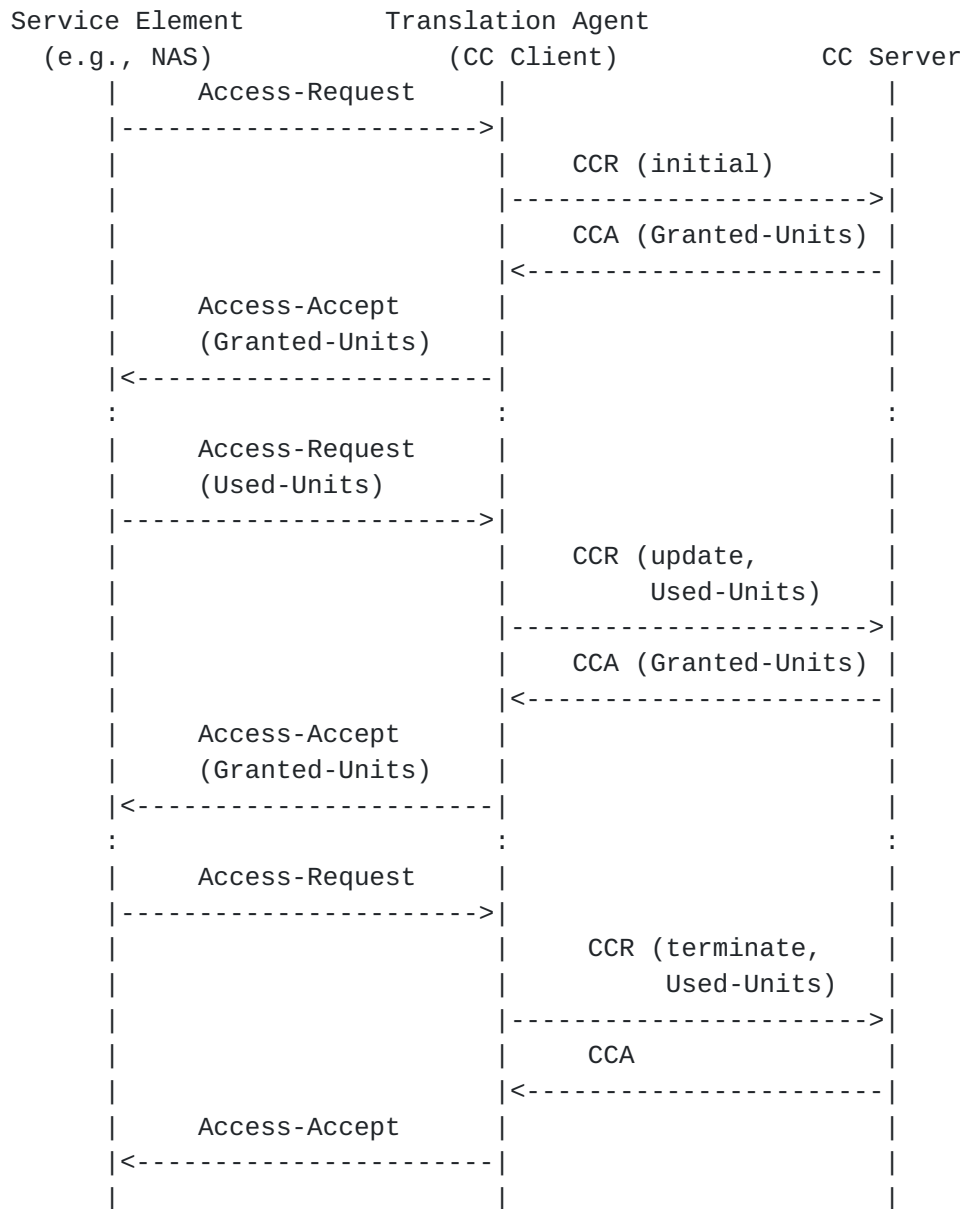 Service Element Translation Agent
(e.g., NAS) (CC Client) CC Server
Access-Request
CCR (initial)
CCA (Granted-Units)
Access-Accept
(Granted-Units)
Access-Request
(Used-Units)
CCR (update,
Used-Units)
CCA (Granted-Units)
Access-Accept
(Granted-Units)
Access-Request
CCR (terminate,
Used-Units)
CCA
Access-Accept